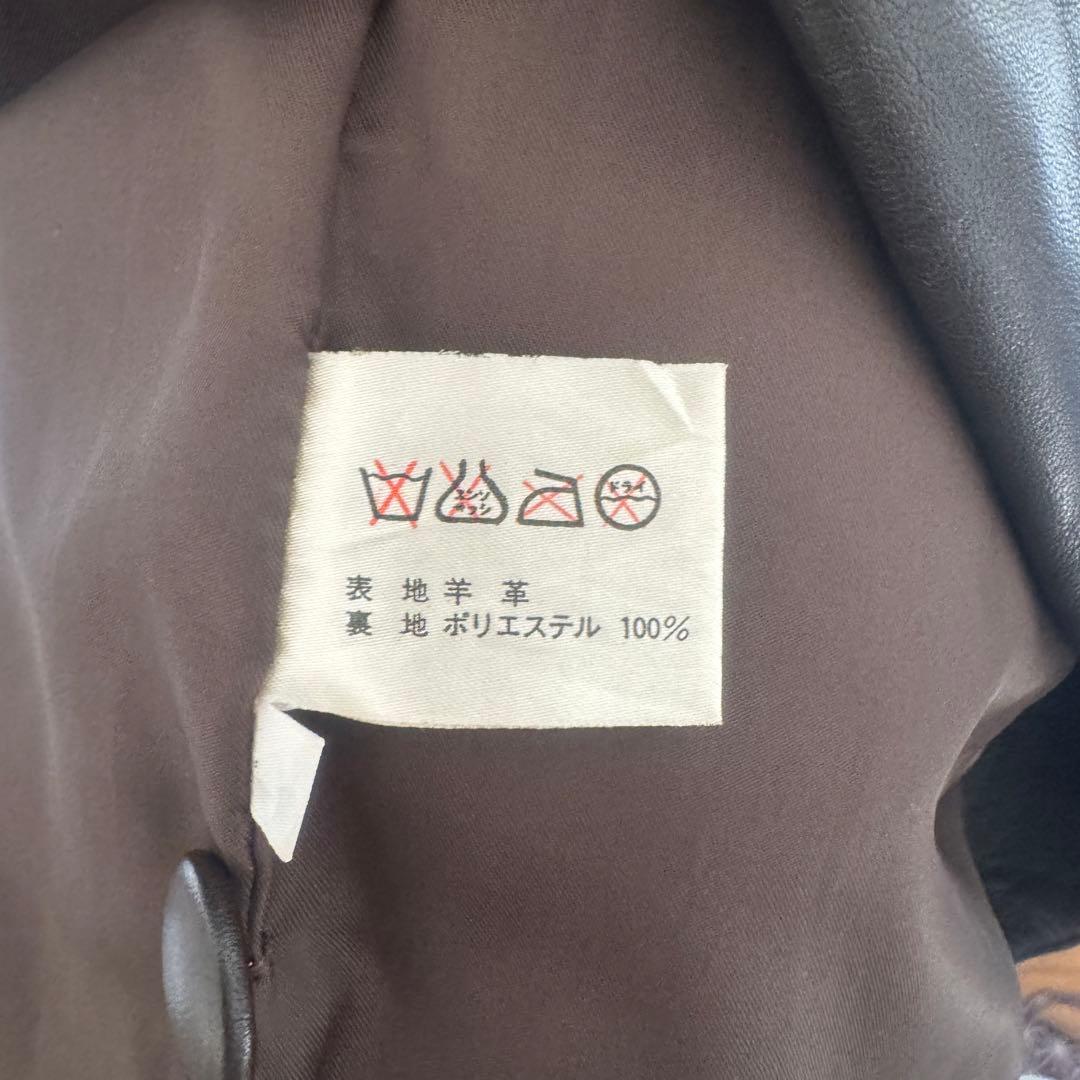 エンソ ドライ
サラシ
表 地 羊 革
裏 地 ポリエステル 100%